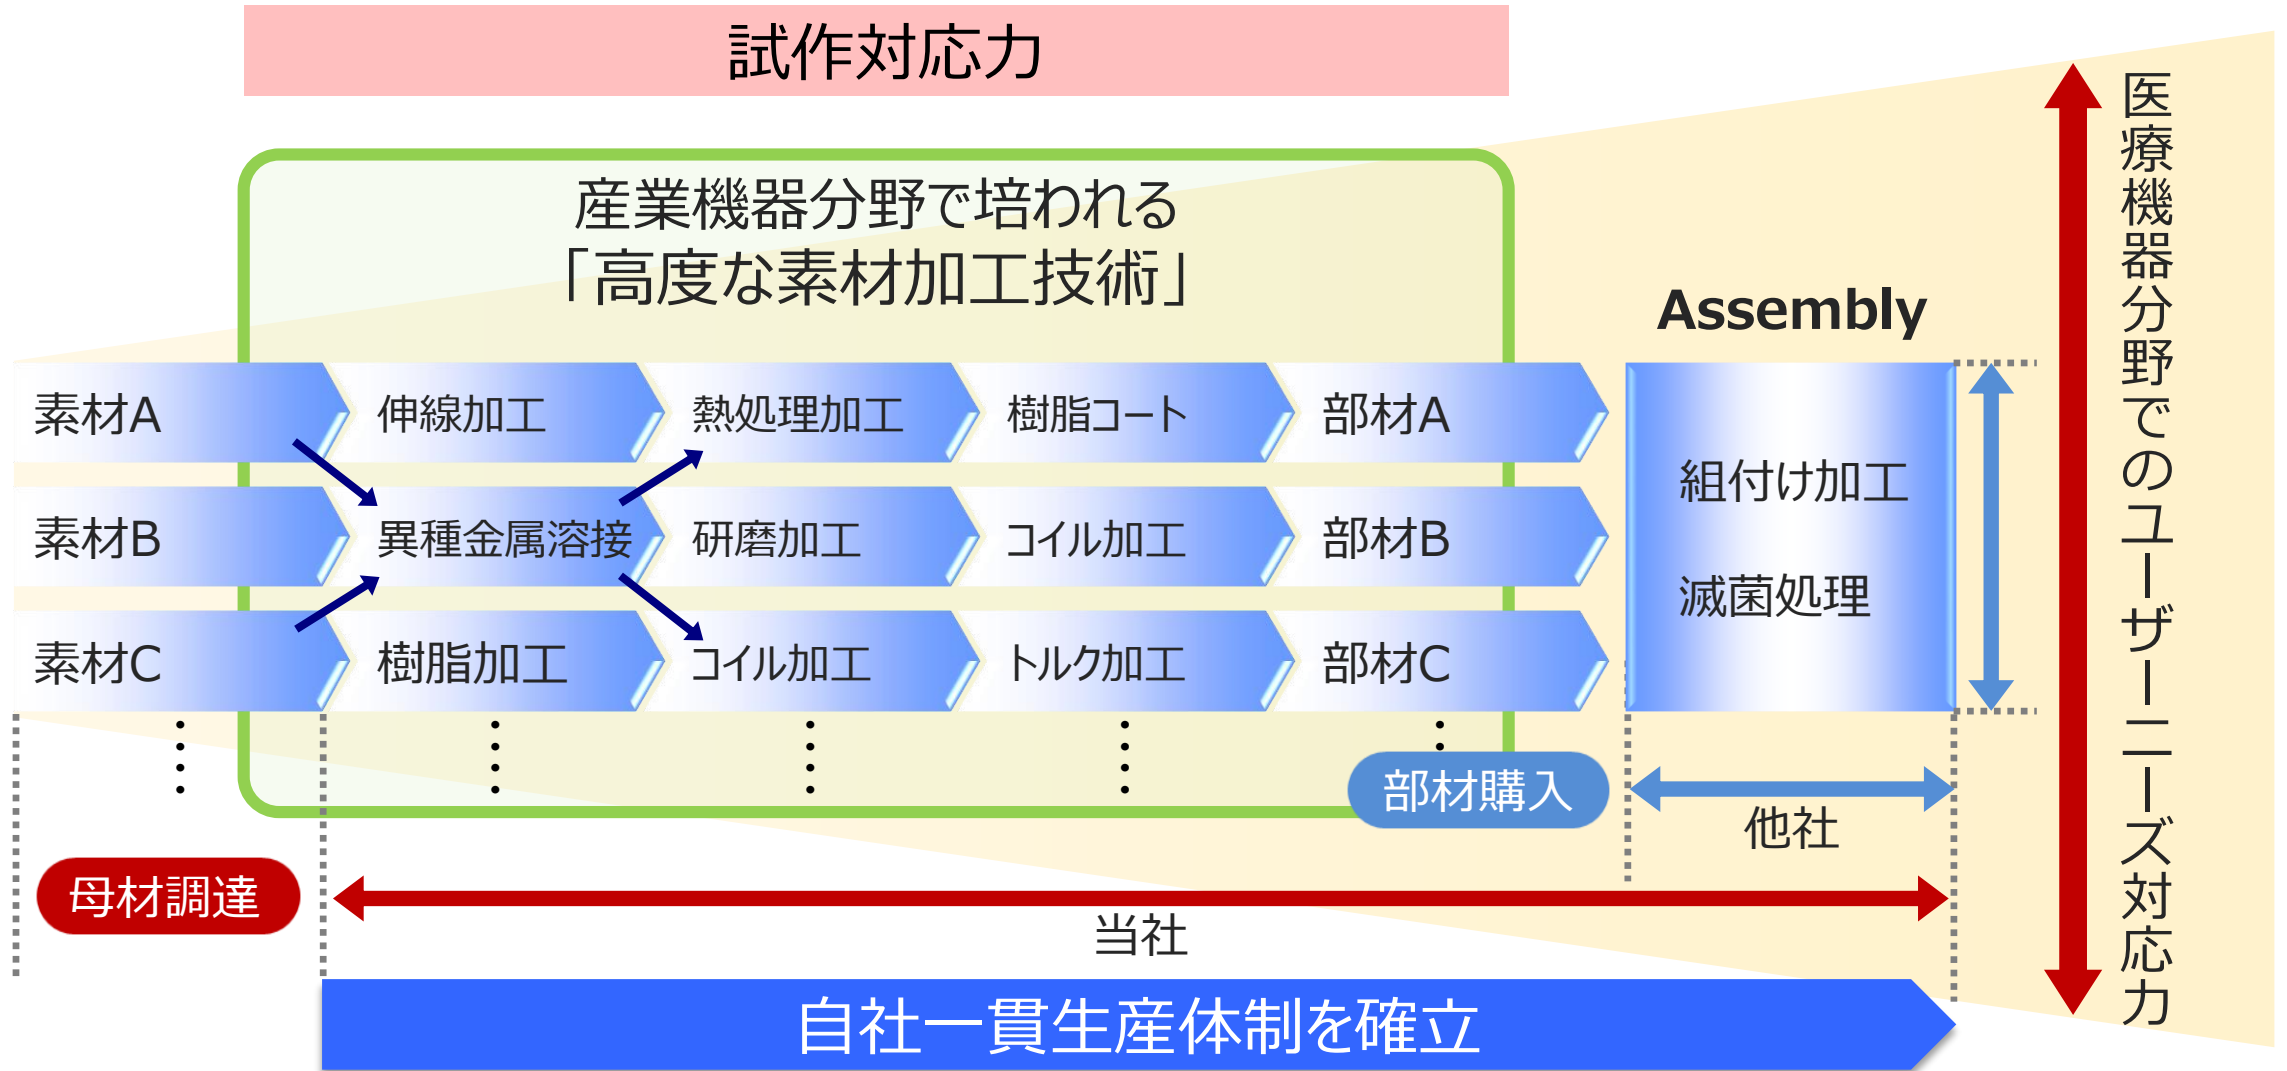 試作対応力
産業機器分野で培われる
「高度な素材加工技術」
Assembly
素材A
伸線加工
熱処理加工
樹脂コート
部材A
素材B
異種金属溶接
研磨加工
コイル加工
部材B
素材C
樹脂加工
コイル加工
トルク加工
部材C
組付け加工
滅菌処理
部材購入
他社
母材調達
当社
自社一貫生産体制を確立
医療機器分野でのユーザーニーズ対応力